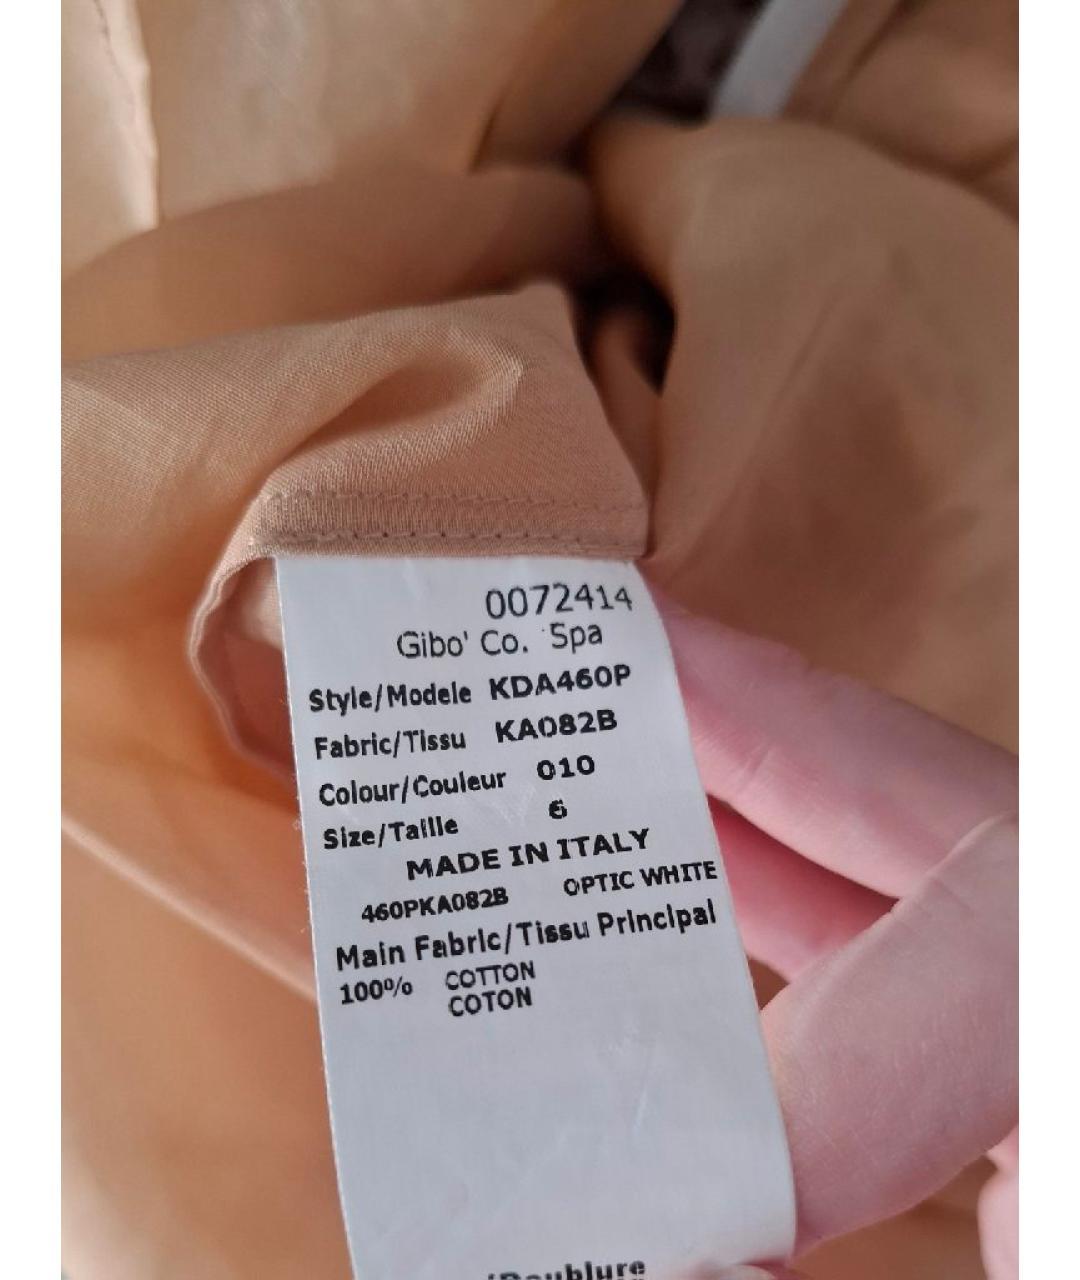 0072414
Gibo' Co. Spa
Style/Modele KDA460P
Fabric/Tissu KA082B
Colour/Couleur 010
Size/Taille 6
MADE IN ITALY
460PKA082B OPTIC WHITE
Main Fabric/Tissu Principal
100% COTTON
COTON
/Doublure